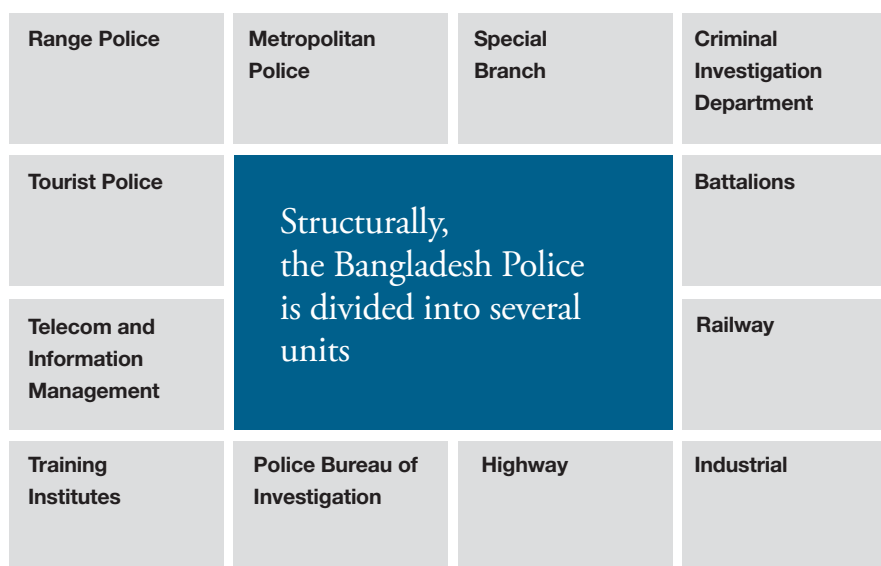 Range Police
Metropolitan
Police
Special
Branch
Criminal
Investigation
Department
Tourist Police
Structurally,
the Bangladesh Police
is divided into several
units
Battalions
Telecom and
Information
Management
Railway
Training
Institutes
Police Bureau of
Investigation
Highway
Industrial